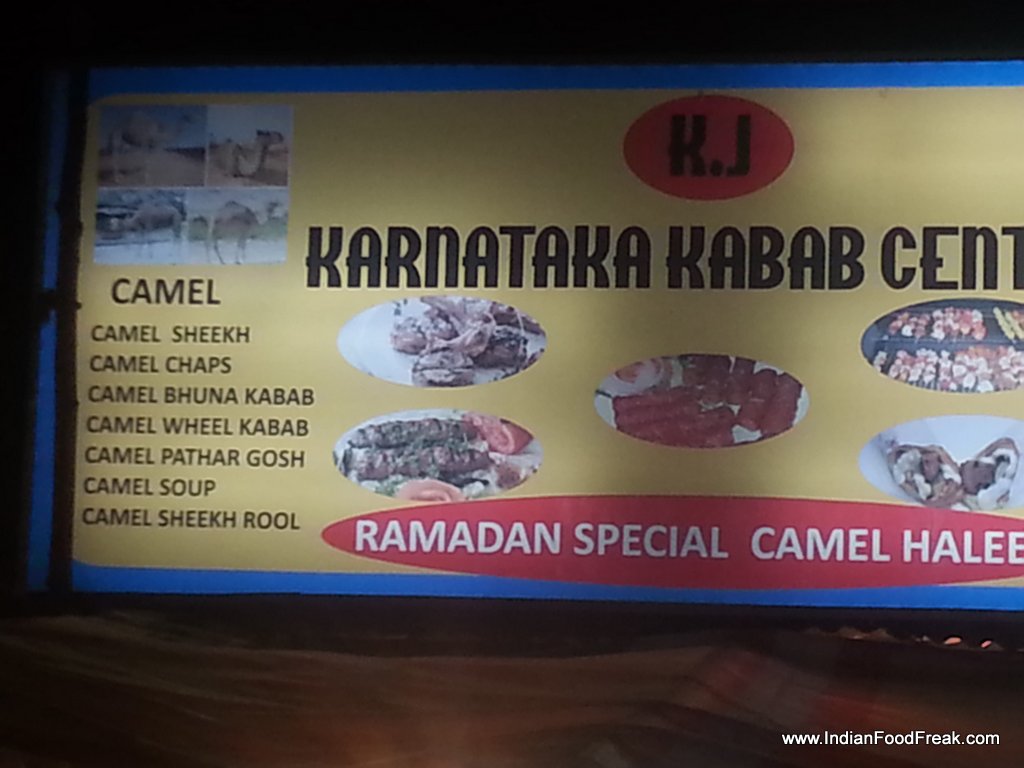 K.J
KARNATAKA KABAB CENT
CAMEL
CAMEL SHEEKH
CAMEL CHAPS
CAMEL BHUNA KABAB
CAMEL WHEEL KABAB
CAMEL PATHAR GOSH
CAMEL SOUP
CAMEL SHEEKH ROOL
RAMADAN SPECIAL CAMEL HALEE
www.IndianFoodFreak.com